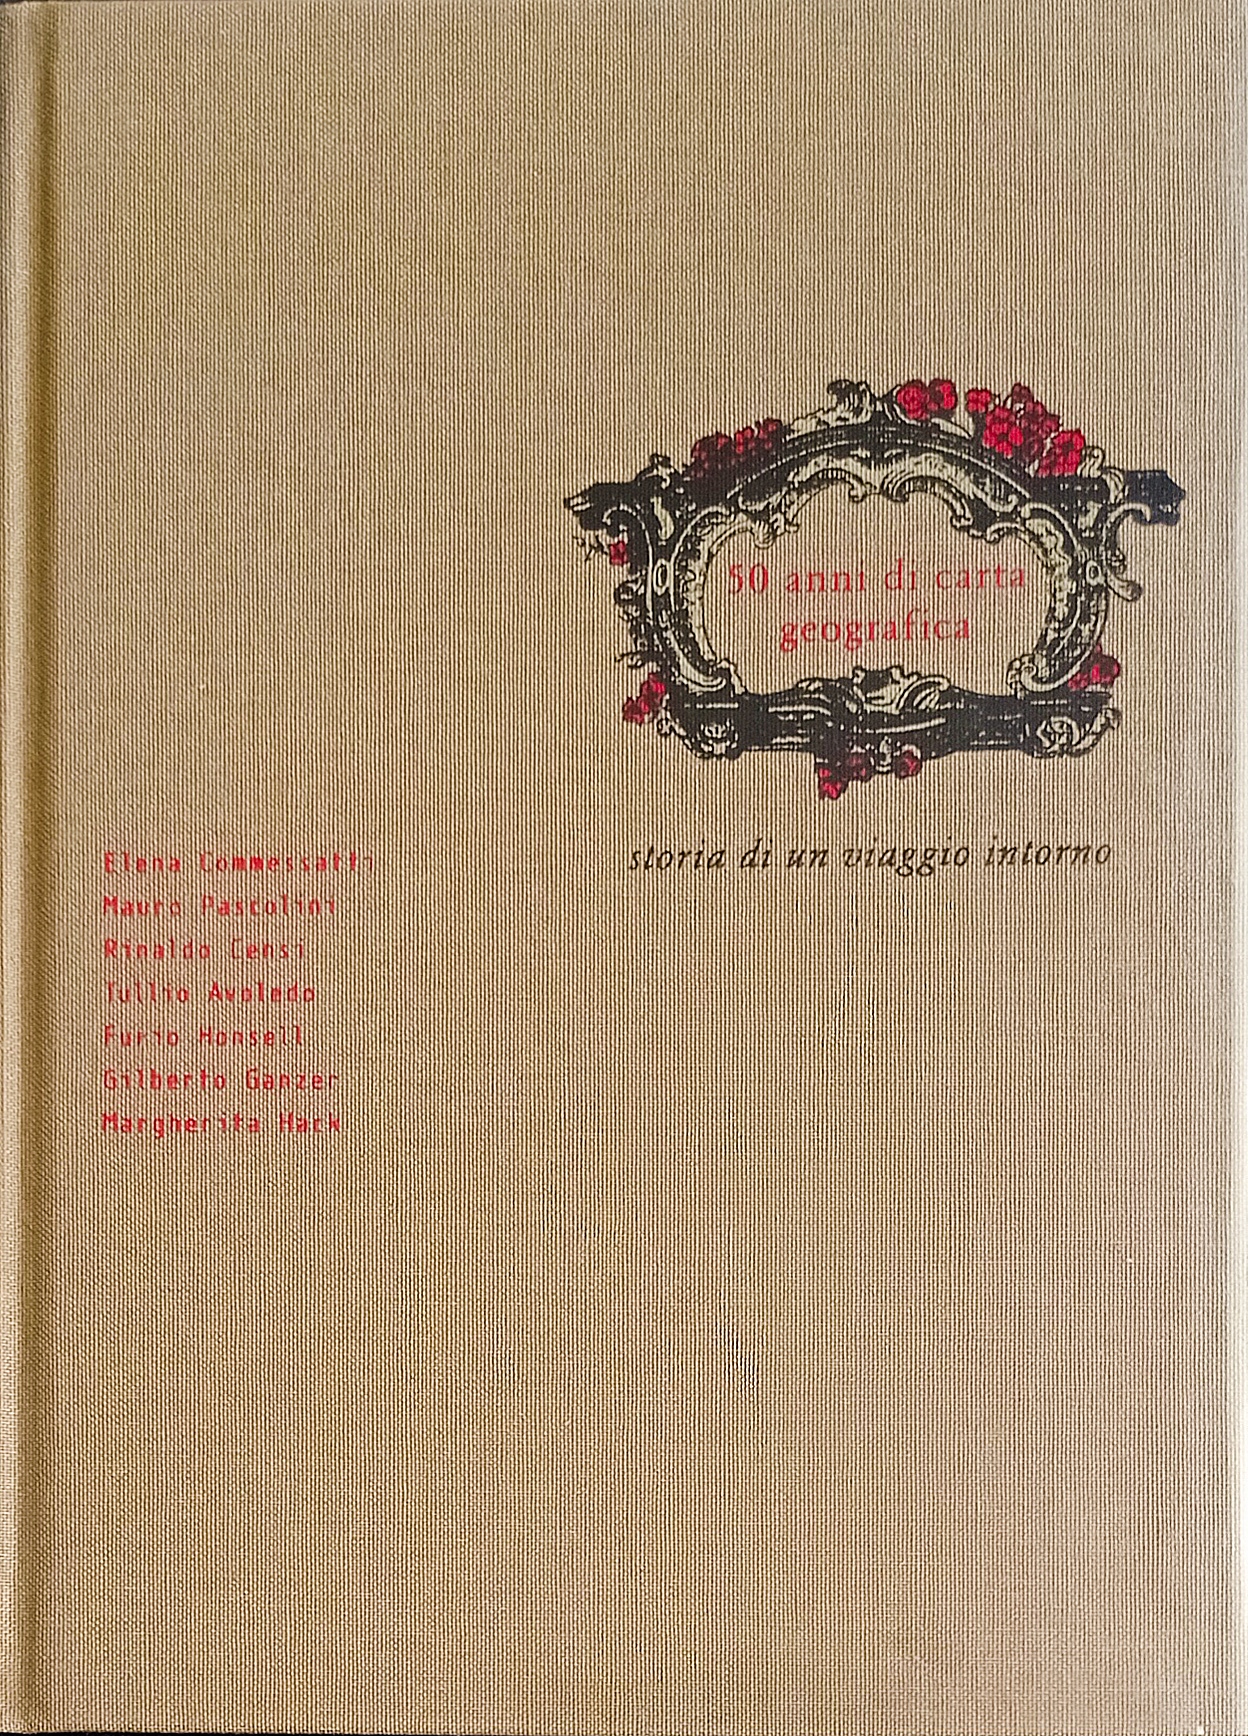 50 anni di carta
geografica
storia di un viaggio intorno
Elena Commessatti
Mauro Pascolini
Rinaldo Censi
Tullio Avoledo
Furio Honsell
Gilberto Ganzer
Margherita Hack